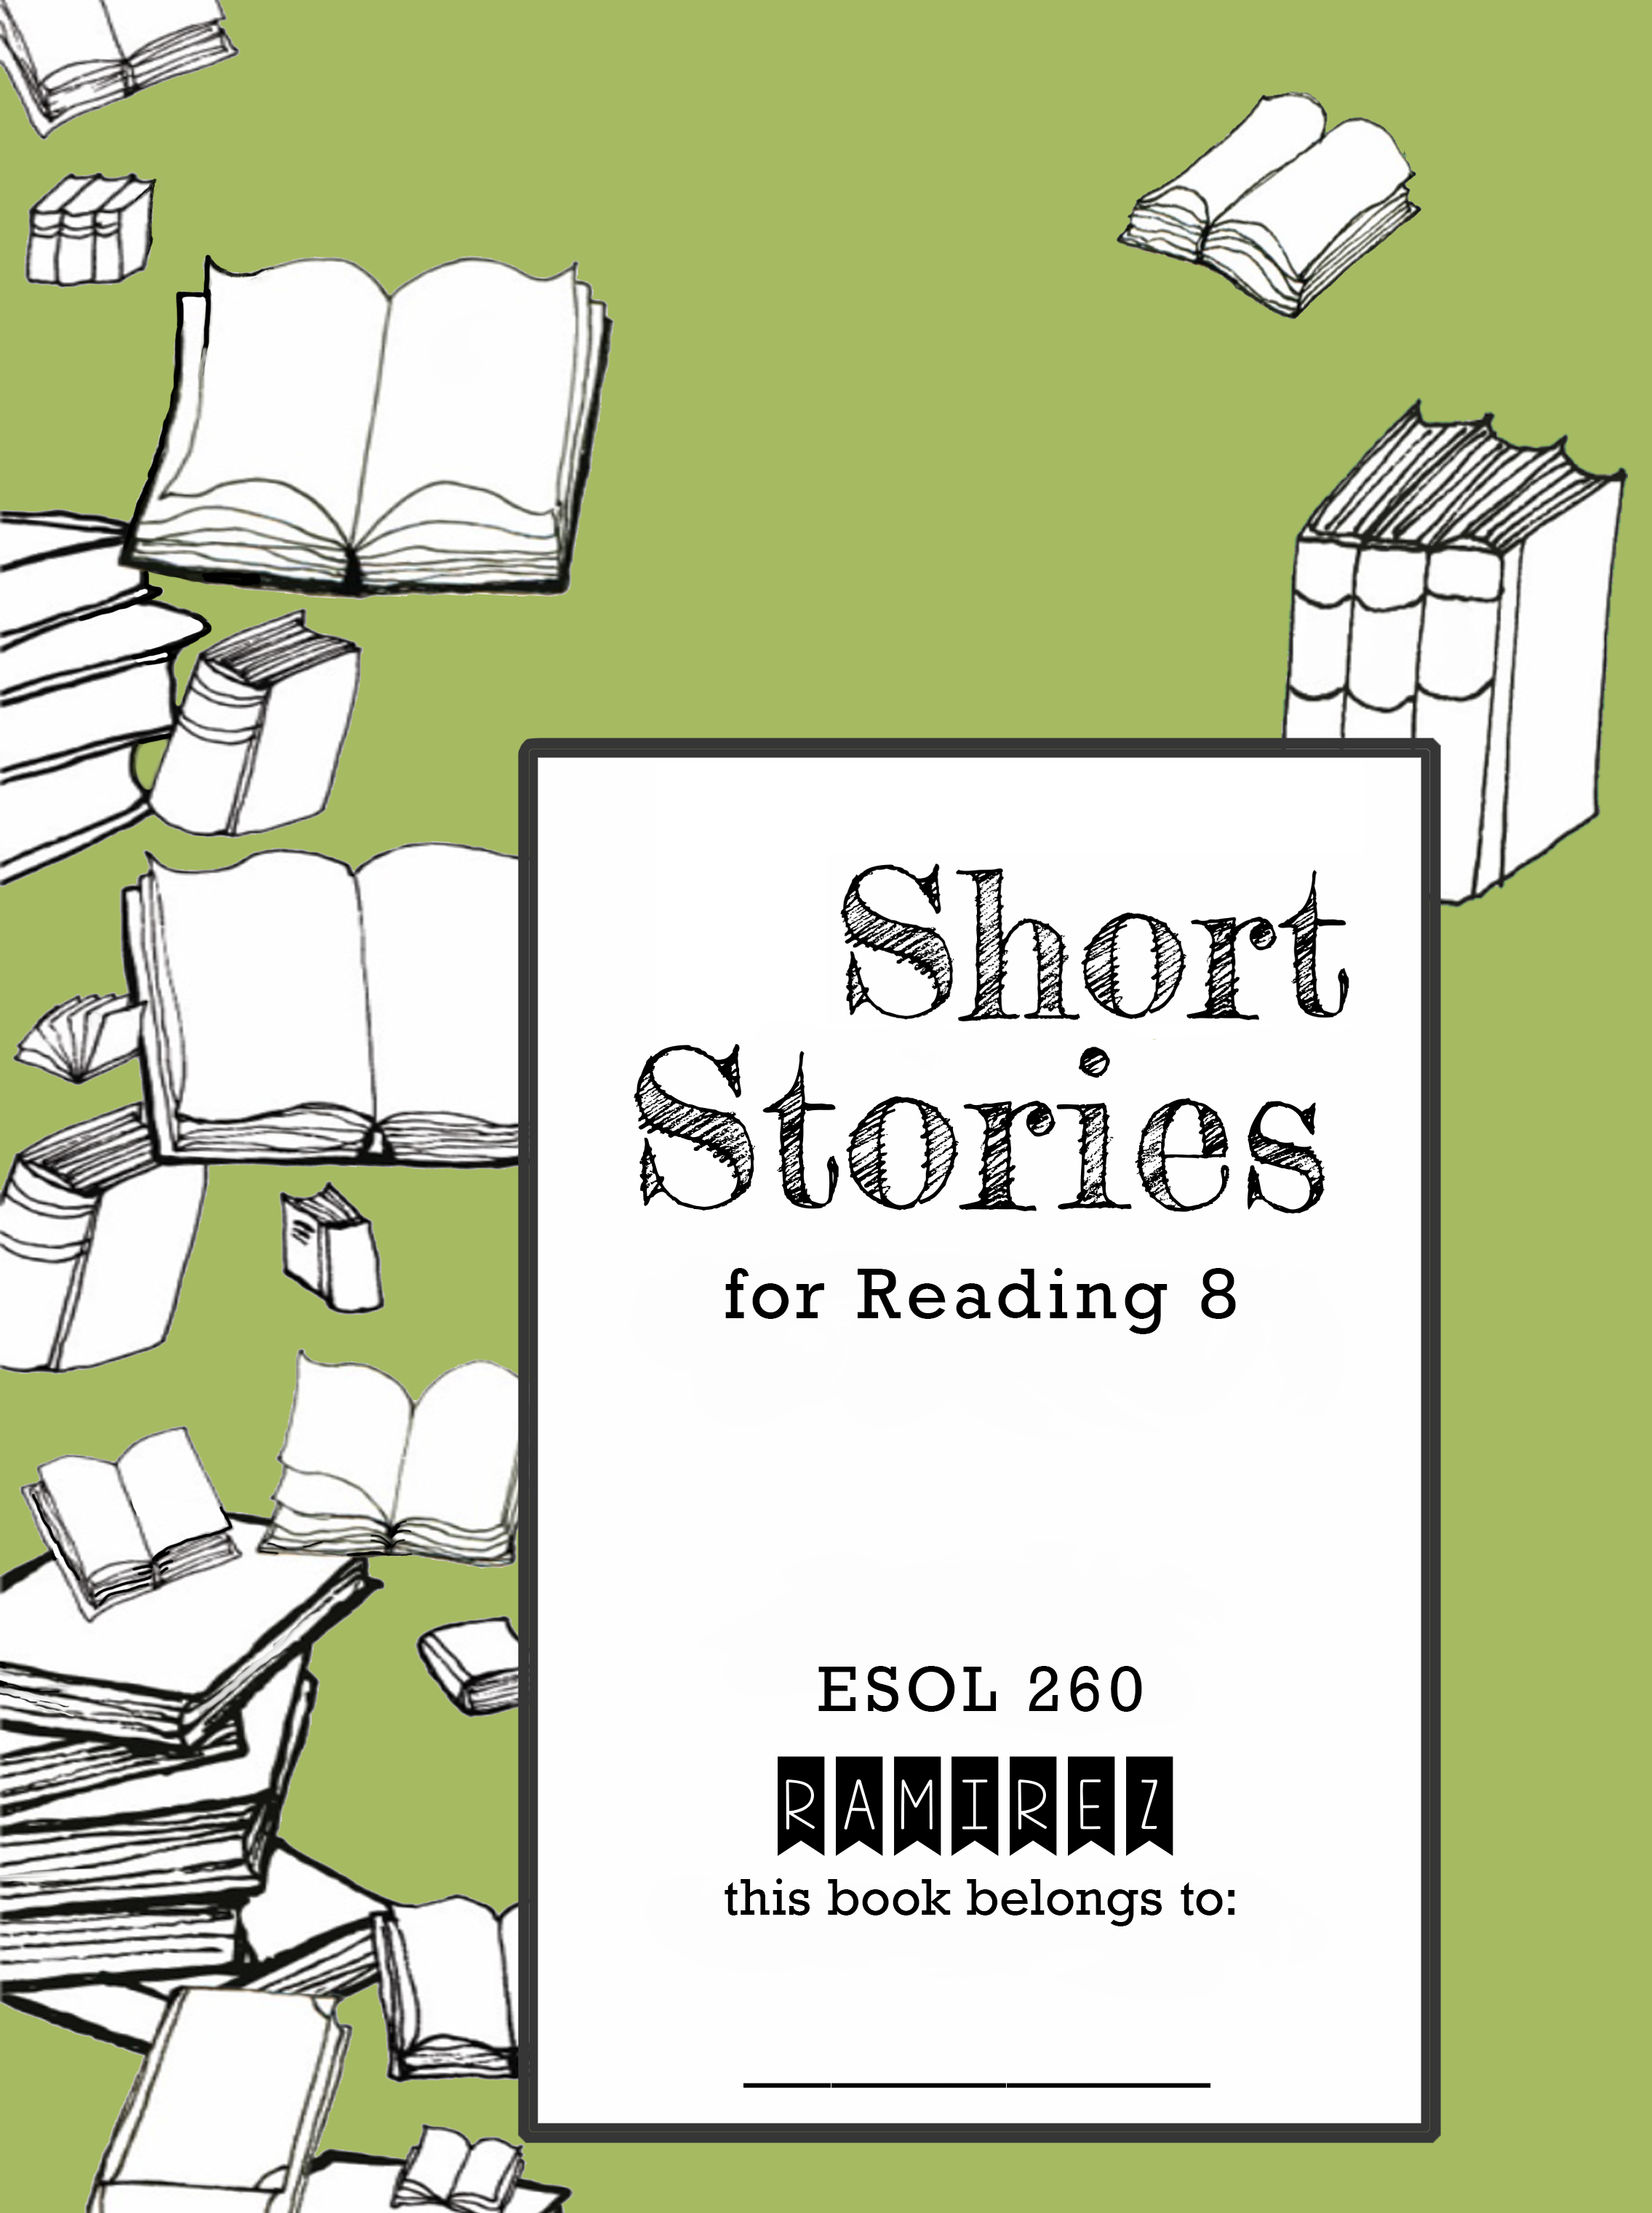 Short
Stories
for Reading 8
ESOL 260
RAMIREZ
this book belongs to: